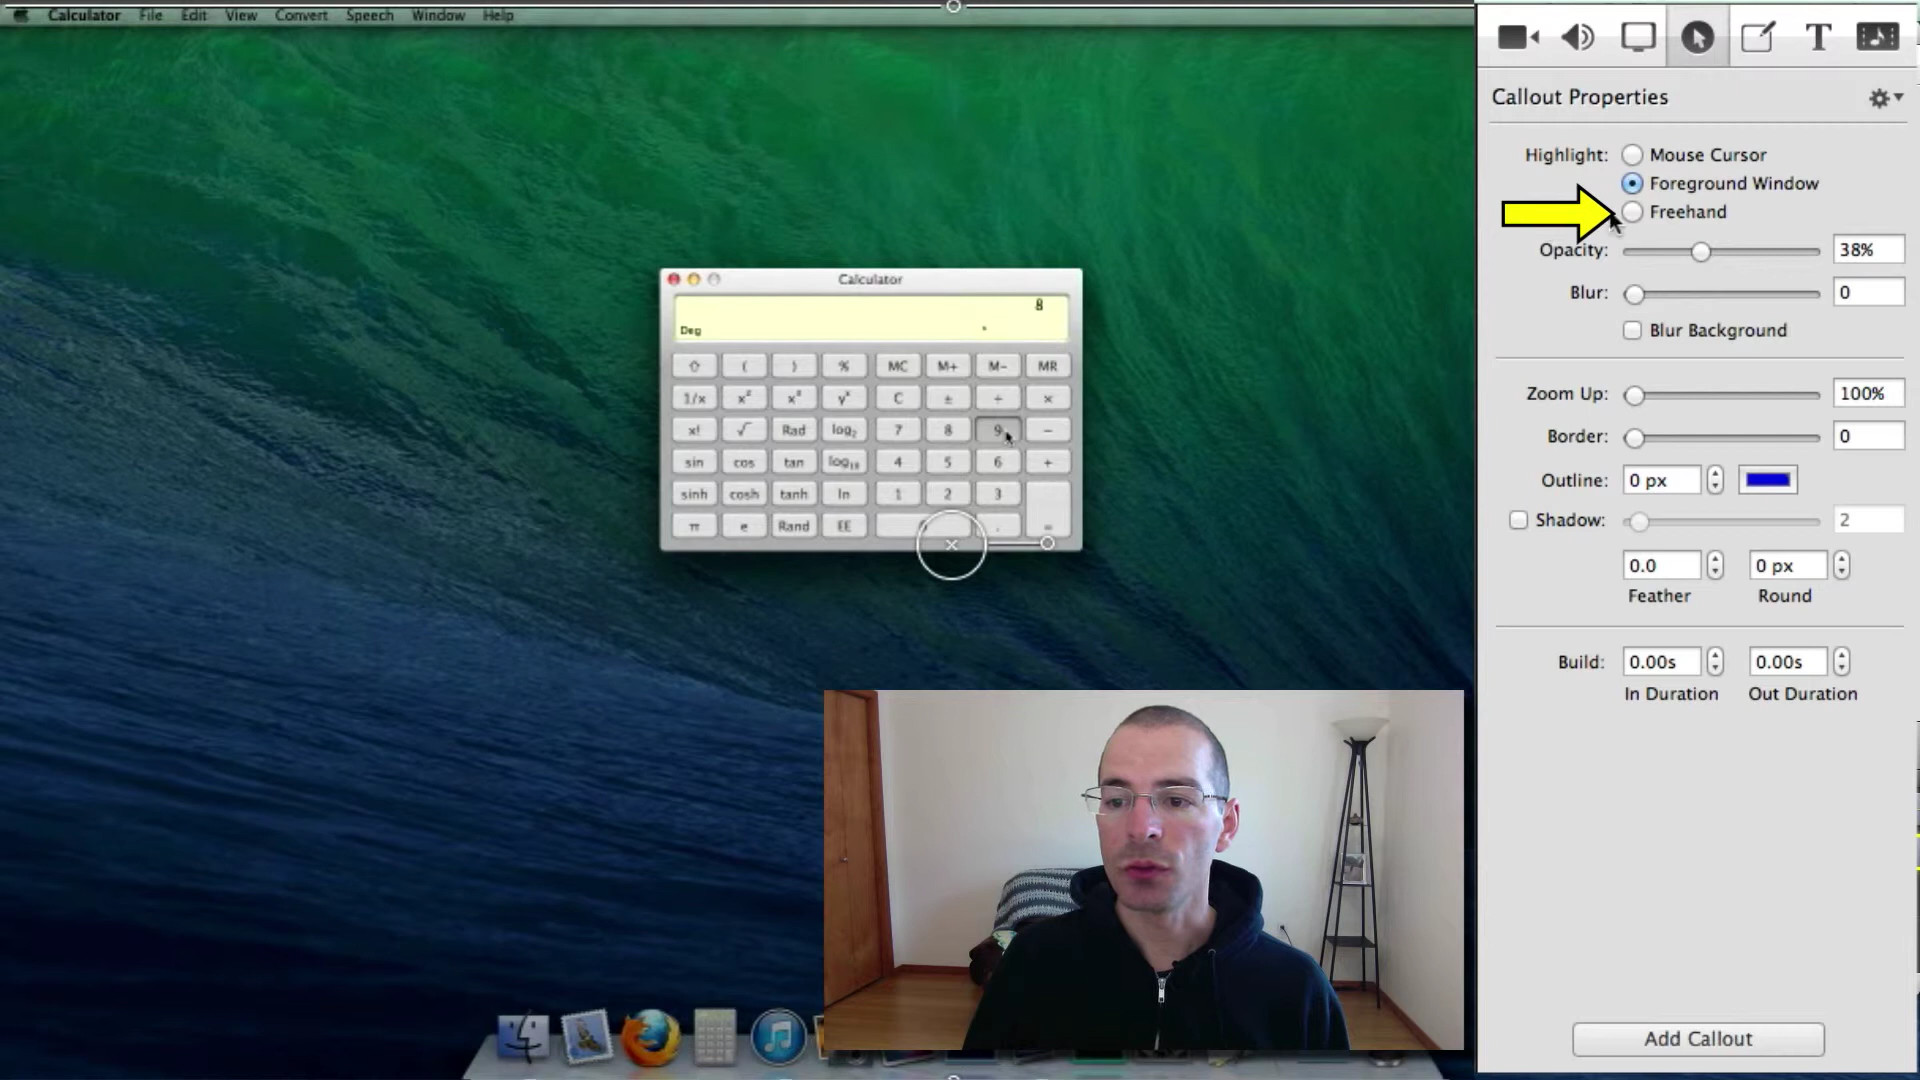 Calculator File Edit View Convert Speech Window Help
Callout Properties
Highlight: Mouse Cursor
Foreground Window
Freehand
Opacity: 38%
Blur: 0
Blur Background
Zoom Up: 100%
Border: 0
Outline: 0 px
Shadow: 2
0.0 0 px
Feather Round
Build: 0.00s 0.00s
In Duration Out Duration
Add Callout
Calculator
8
Deg
( ) % MC M+ M- MR
1/x x² x³ yˣ C ± ÷ ×
x! √ Rad log₂ 7 8 9 −
sin cos tan log₁₀ 4 5 6 +
sinh cosh tanh ln 1 2 3
π e Rand EE 0 . =